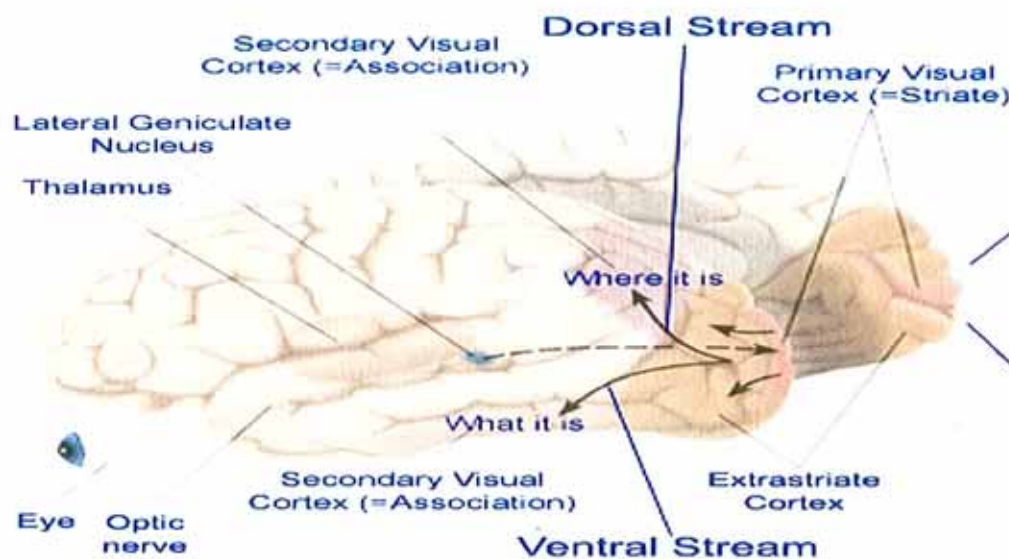 Dorsal Stream
Secondary Visual
Cortex (=Association)
Primary Visual
Cortex (=Striate)
Lateral Geniculate
Nucleus
Thalamus
Where it is
What it is
Secondary Visual
Cortex (=Association)
Extrastriate
Cortex
Eye
Optic
nerve
Ventral Stream